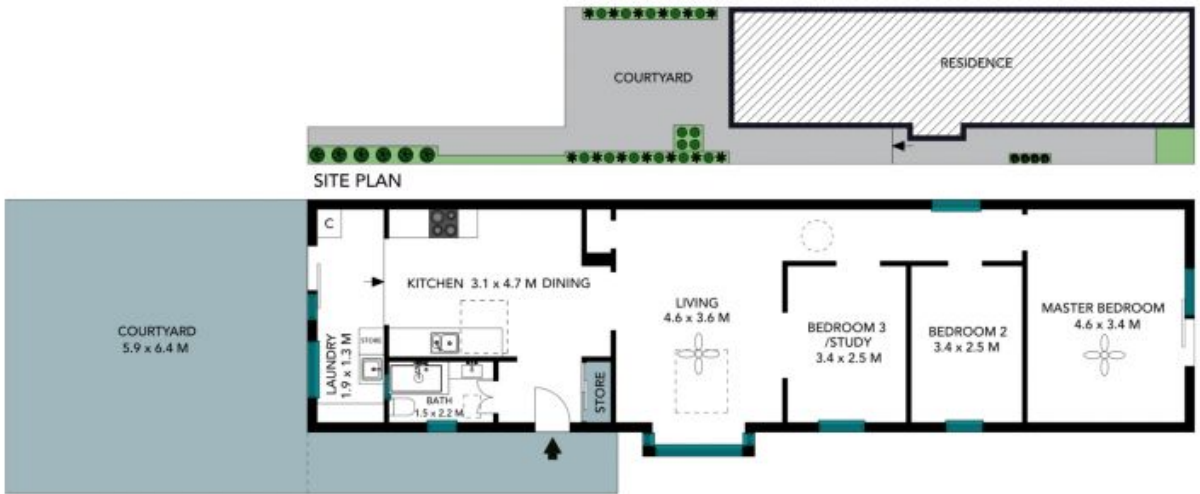 COURTYARD
RESIDENCE
SITE PLAN
C
KITCHEN 3.1 x 4.7 M DINING
COURTYARD
5.9 x 6.4 M
LAUNDRY
1.9 x 1.3 M
STORE
BATH
1.5 x 2.2 M
STORE
LIVING
4.6 x 3.6 M
BEDROOM 3
/STUDY
3.4 x 2.5 M
BEDROOM 2
3.4 x 2.5 M
MASTER BEDROOM
4.6 x 3.4 M